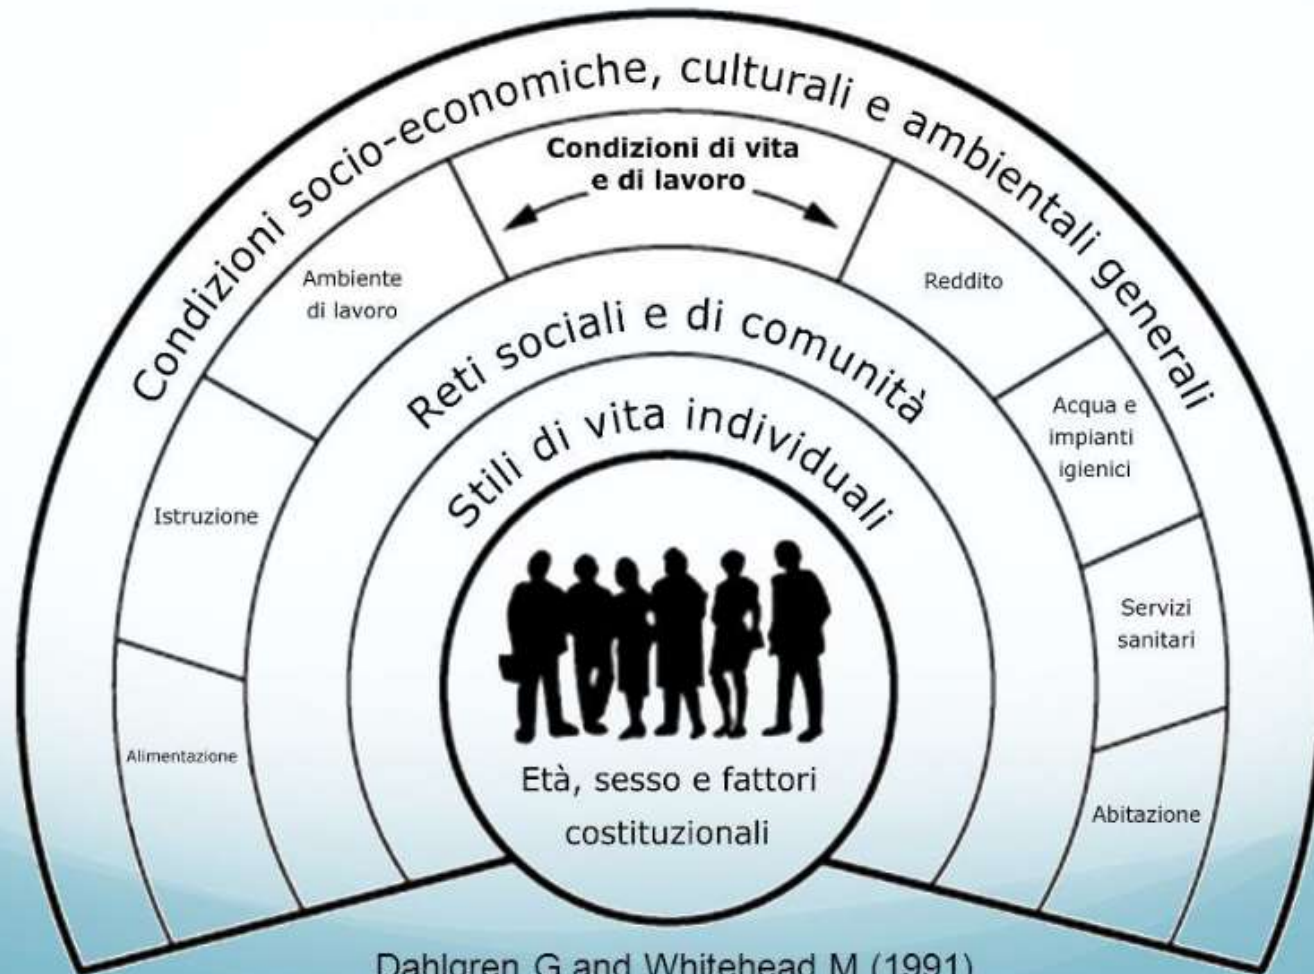 Condizioni socio-economiche, culturali e ambientali generali
Condizioni di vita
e di lavoro
Ambiente
di lavoro
Reddito
Reti sociali e di comunità
Acqua e
impianti
igienici
Stili di vita individuali
Istruzione
Servizi
sanitari
Alimentazione
Età, sesso e fattori
costituzionali
Abitazione
Dahlgren G and Whitehead M (1991)